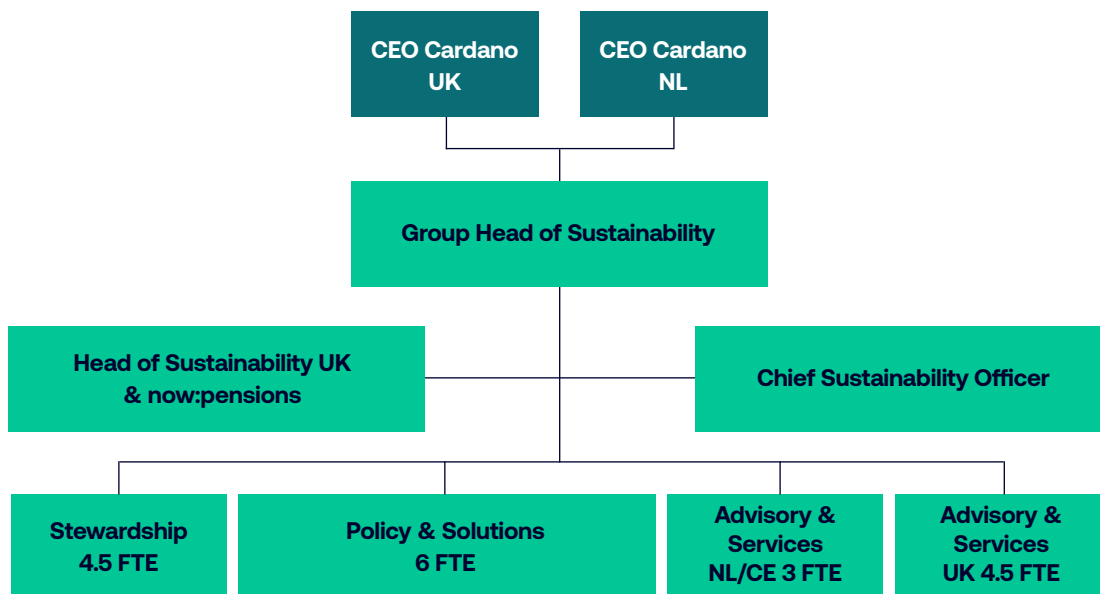 CEO Cardano
UK
CEO Cardano
NL
Group Head of Sustainability
Head of Sustainability UK
& now:pensions
Chief Sustainability Officer
Stewardship
4.5 FTE
Policy & Solutions
6 FTE
Advisory &
Services
NL/CE 3 FTE
Advisory &
Services
UK 4.5 FTE